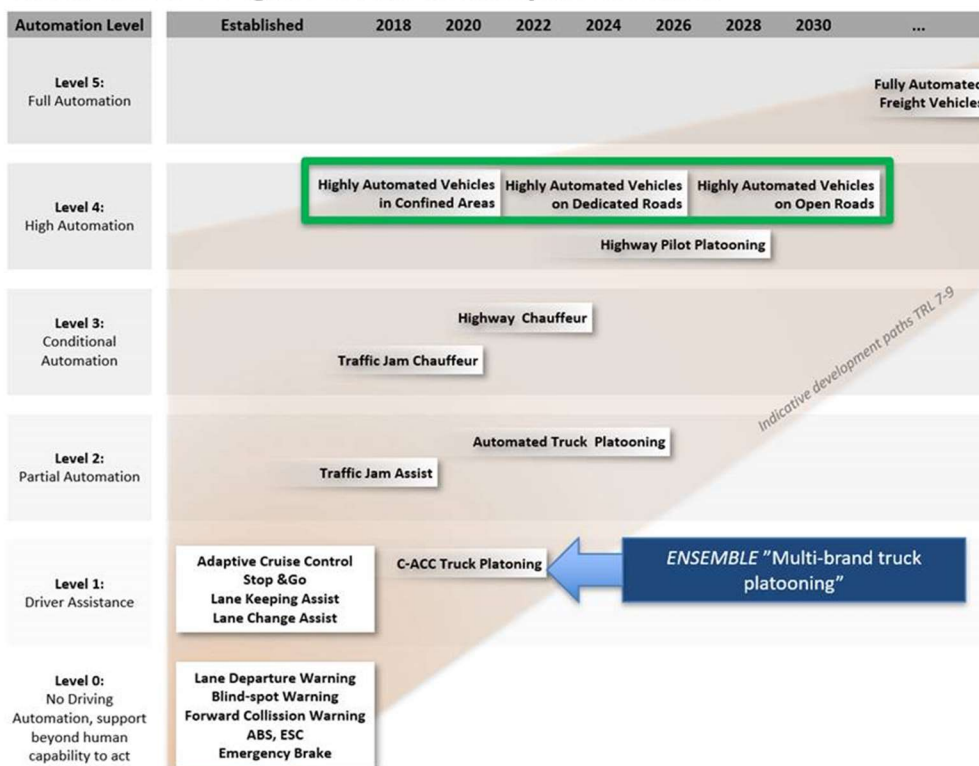 Automation Level Established 2018 2020 2022 2024 2026 2028 2030 ...
Level 5:
Full Automation
Fully Automated
Freight Vehicles
Level 4:
High Automation
Highly Automated Vehicles
in Confined Areas
Highly Automated Vehicles
on Dedicated Roads
Highly Automated Vehicles
on Open Roads
Highway Pilot Platooning
Level 3:
Conditional
Automation
Highway Chauffeur
Traffic Jam Chauffeur
Indicative development paths TRL 7-9
Level 2:
Partial Automation
Automated Truck Platooning
Traffic Jam Assist
Level 1:
Driver Assistance
Adaptive Cruise Control
Stop &Go
Lane Keeping Assist
Lane Change Assist
C-ACC Truck Platoning
ENSEMBLE "Multi-brand truck
platooning"
Level 0:
No Driving
Automation, support
beyond human
capability to act
Lane Departure Warning
Blind-spot Warning
Forward Collission Warning
ABS, ESC
Emergency Brake